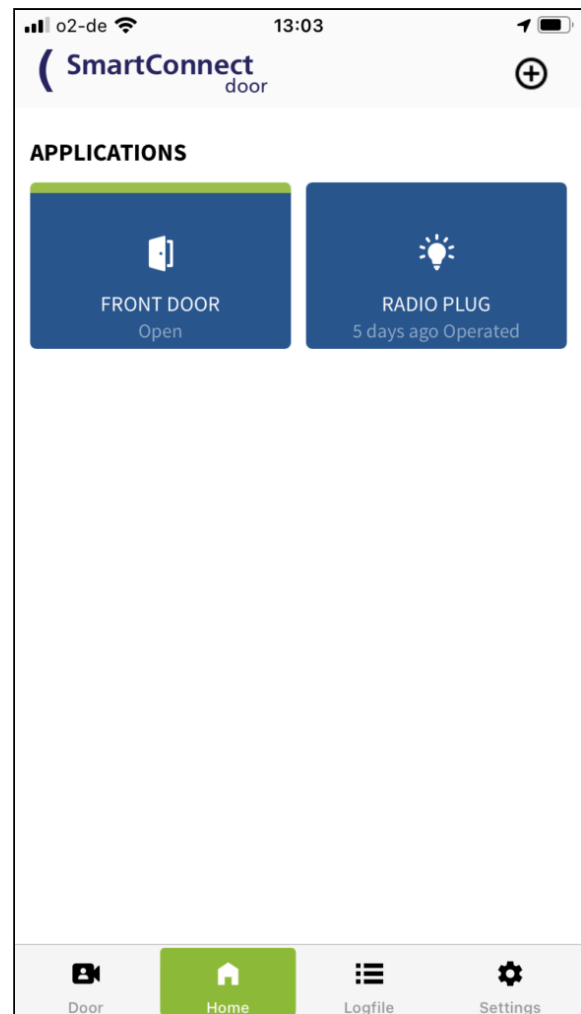 o2-de 13:03
SmartConnect
door
APPLICATIONS
FRONT DOOR
Open
RADIO PLUG
5 days ago Operated
Door Home Logfile Settings